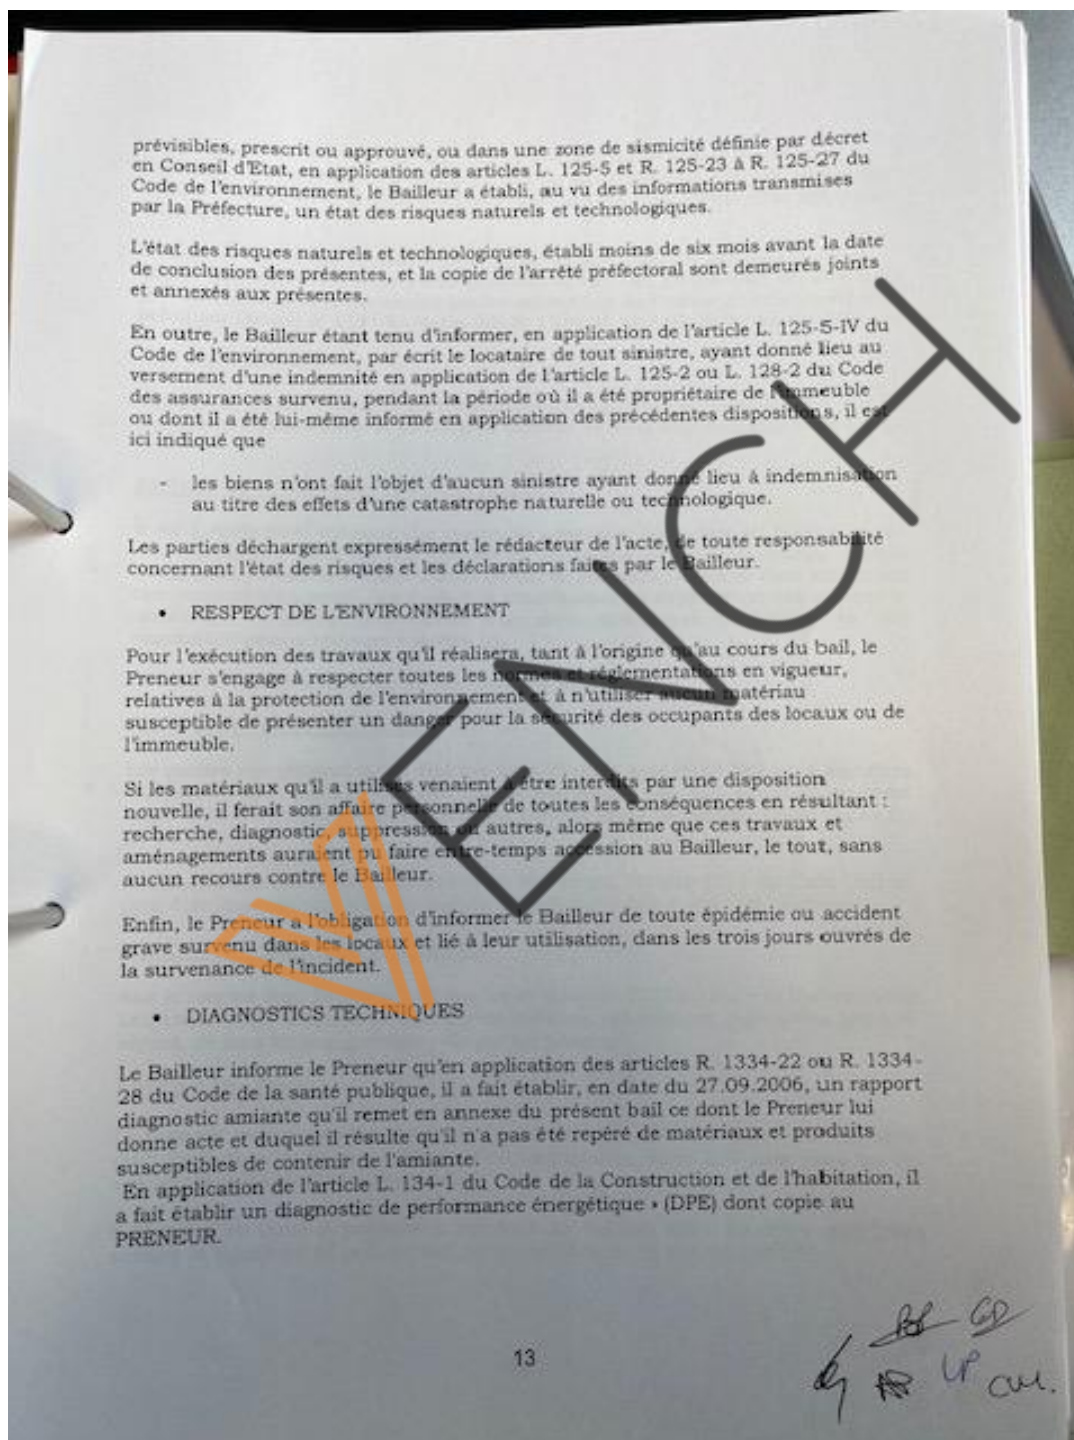 prévisibles, prescrit ou approuvé, ou dans une zone de sismicité définie par décret
en Conseil d'Etat, en application des articles L. 125-5 et R. 125-23 à R. 125-27 du
Code de l'environnement, le Bailleur a établi, au vu des informations transmises
par la Préfecture, un état des risques naturels et technologiques.
L'état des risques naturels et technologiques, établi moins de six mois avant la date
de conclusion des présentes, et la copie de l'arrêté préfectoral sont demeurés joints
et annexés aux présentes.
En outre, le Bailleur étant tenu d'informer, en application de l'article L. 125-5-IV du
Code de l'environnement, par écrit le locataire de tout sinistre, ayant donné lieu au
versement d'une indemnité en application de l'article L. 125-2 ou L. 128-2 du Code
des assurances survenu, pendant la période où il a été propriétaire de l'immeuble
ou dont il a été lui-même informé en application des précédentes dispositions, il est
ici indiqué que
- les biens n'ont fait l'objet d'aucun sinistre ayant donné lieu à indemnisation
au titre des effets d'une catastrophe naturelle ou technologique.
Les parties déchargent expressément le rédacteur de l'acte, de toute responsabilité
concernant l'état des risques et les déclarations faites par le Bailleur.
• RESPECT DE L'ENVIRONNEMENT
Pour l'exécution des travaux qu'il réalisera, tant à l'origine qu'au cours du bail, le
Preneur s'engage à respecter toutes les normes et réglementations en vigueur,
relatives à la protection de l'environnement et à n'utiliser aucun matériau
susceptible de présenter un danger pour la sécurité des occupants des locaux ou de
l'immeuble.
Si les matériaux qu'il a utilisés venaient à être interdits par une disposition
nouvelle, il ferait son affaire personnelle de toutes les conséquences en résultant :
recherche, diagnostic, suppression ou autres, alors même que ces travaux et
aménagements auraient pu faire entre-temps accession au Bailleur, le tout, sans
aucun recours contre le Bailleur.
Enfin, le Preneur a l'obligation d'informer le Bailleur de toute épidémie ou accident
grave survenu dans les locaux et lié à leur utilisation, dans les trois jours ouvrés de
la survenance de l'incident.
• DIAGNOSTICS TECHNIQUES
Le Bailleur informe le Preneur qu'en application des articles R. 1334-22 ou R. 1334-
28 du Code de la santé publique, il a fait établir, en date du 27.09.2006, un rapport
diagnostic amiante qu'il remet en annexe du présent bail ce dont le Preneur lui
donne acte et duquel il résulte qu'il n'a pas été repéré de matériaux et produits
susceptibles de contenir de l'amiante.
En application de l'article L. 134-1 du Code de la Construction et de l'habitation, il
a fait établir un diagnostic de performance énergétique » (DPE) dont copie au
PRENEUR.
13
VENCH